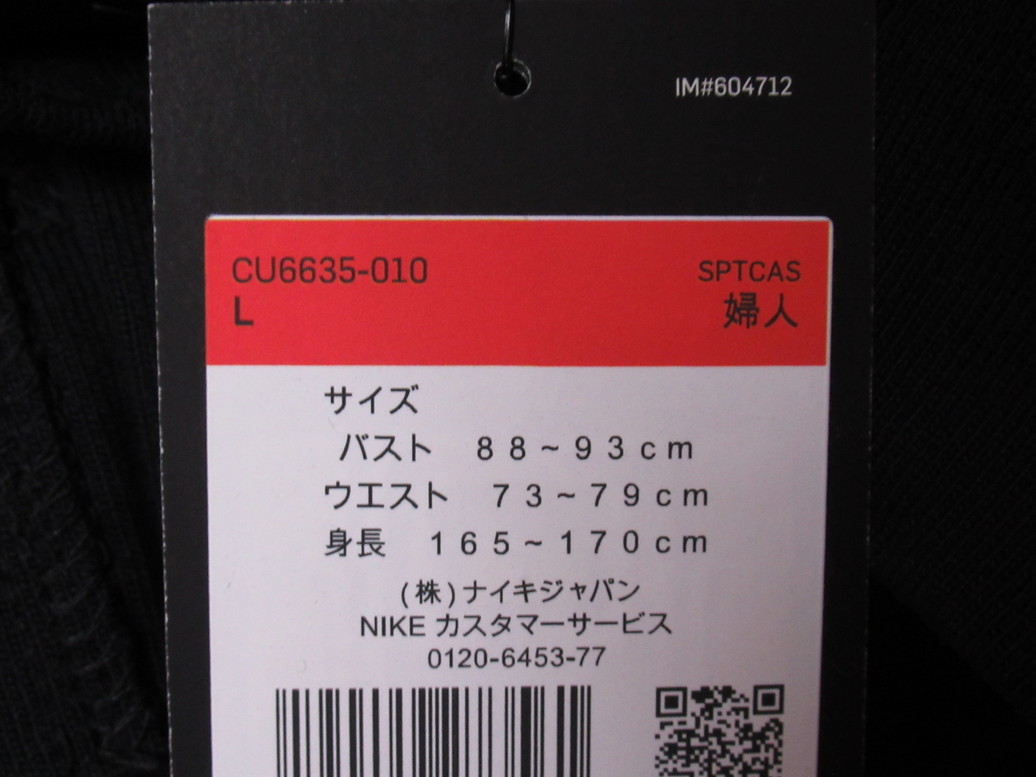 IM#604712
CU6635-010 SPTCAS
L 婦人
サイズ
バスト 88~93cm
ウエスト 73~79cm
身長 165~170cm
(株)ナイキジャパン
NIKE カスタマーサービス
0120-6453-77